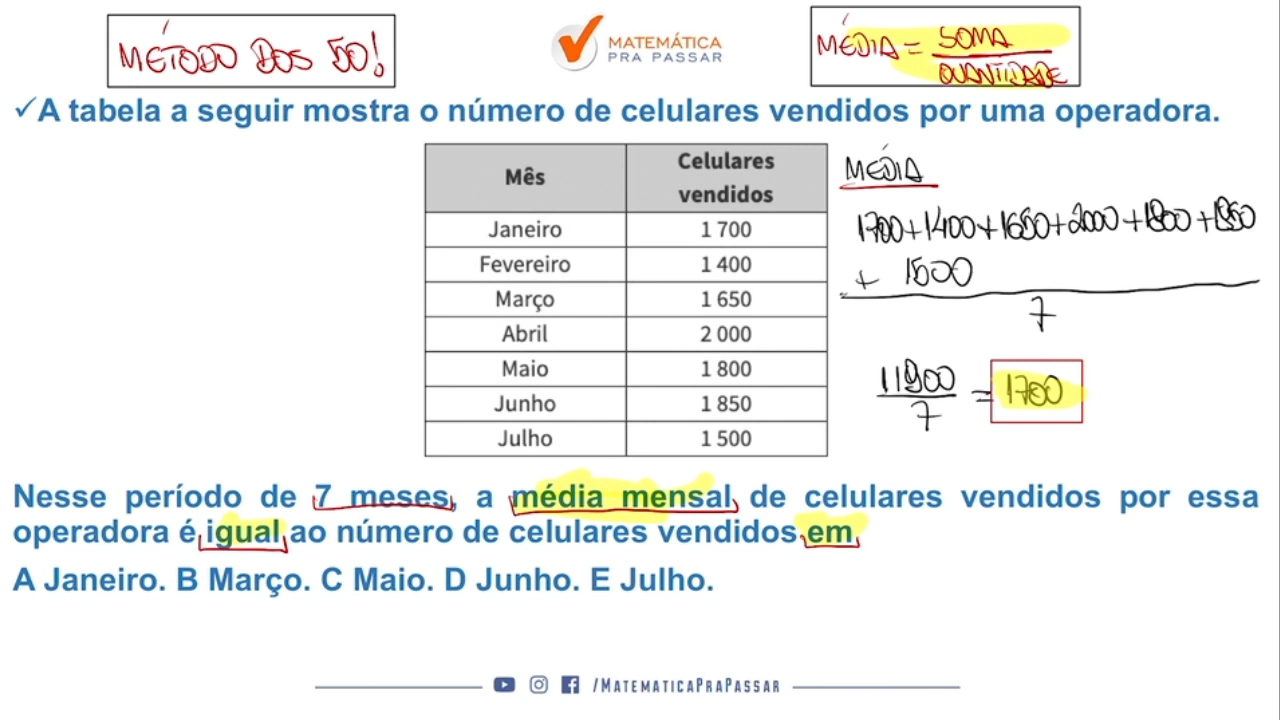 MÉTODO DOS 50!
MATEMÁTICA
PRA PASSAR
MÉDIA = SOMA
QUANTIDADE
✓A tabela a seguir mostra o número de celulares vendidos por uma operadora.
Mês Celulares vendidos
Janeiro 1 700
Fevereiro 1 400
Março 1 650
Abril 2 000
Maio 1 800
Junho 1 850
Julho 1 500
MÉDIA
1700+1400+1650+2000+1800+1850
+ 1500
7
11900
7
= 1700
Nesse período de 7 meses, a média mensal de celulares vendidos por essa
operadora é igual ao número de celulares vendidos em
A Janeiro. B Março. C Maio. D Junho. E Julho.
/MATEMATICAPRAPASSAR